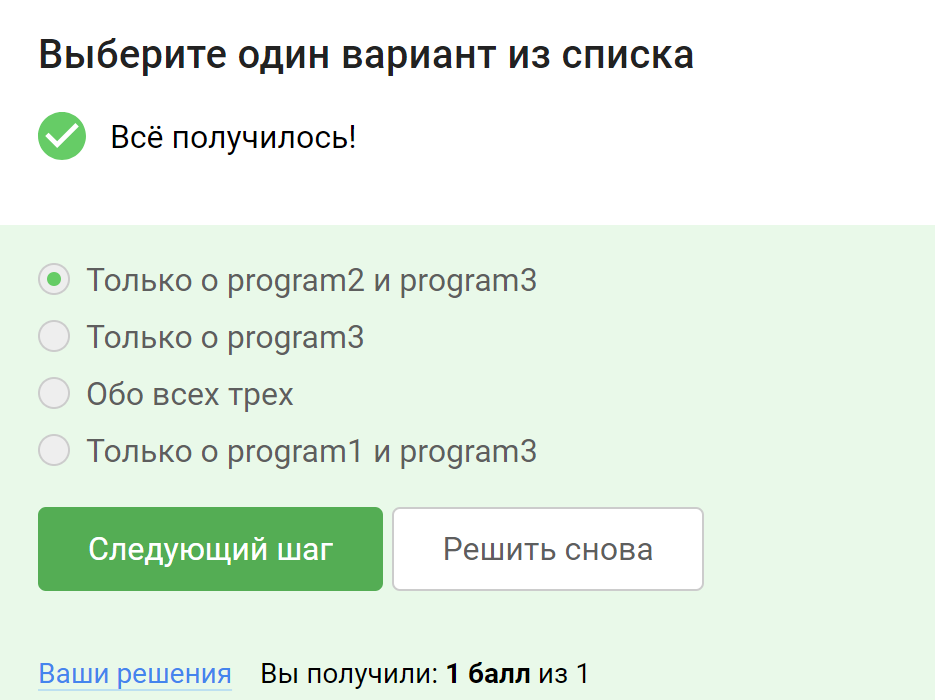 Выберите один вариант из списка
Всё получилось!
Только о program2 и program3
Только о program3
Обо всех трех
Только о program1 и program3
Следующий шаг
Решить снова
Ваши решения Вы получили: 1 балл из 1